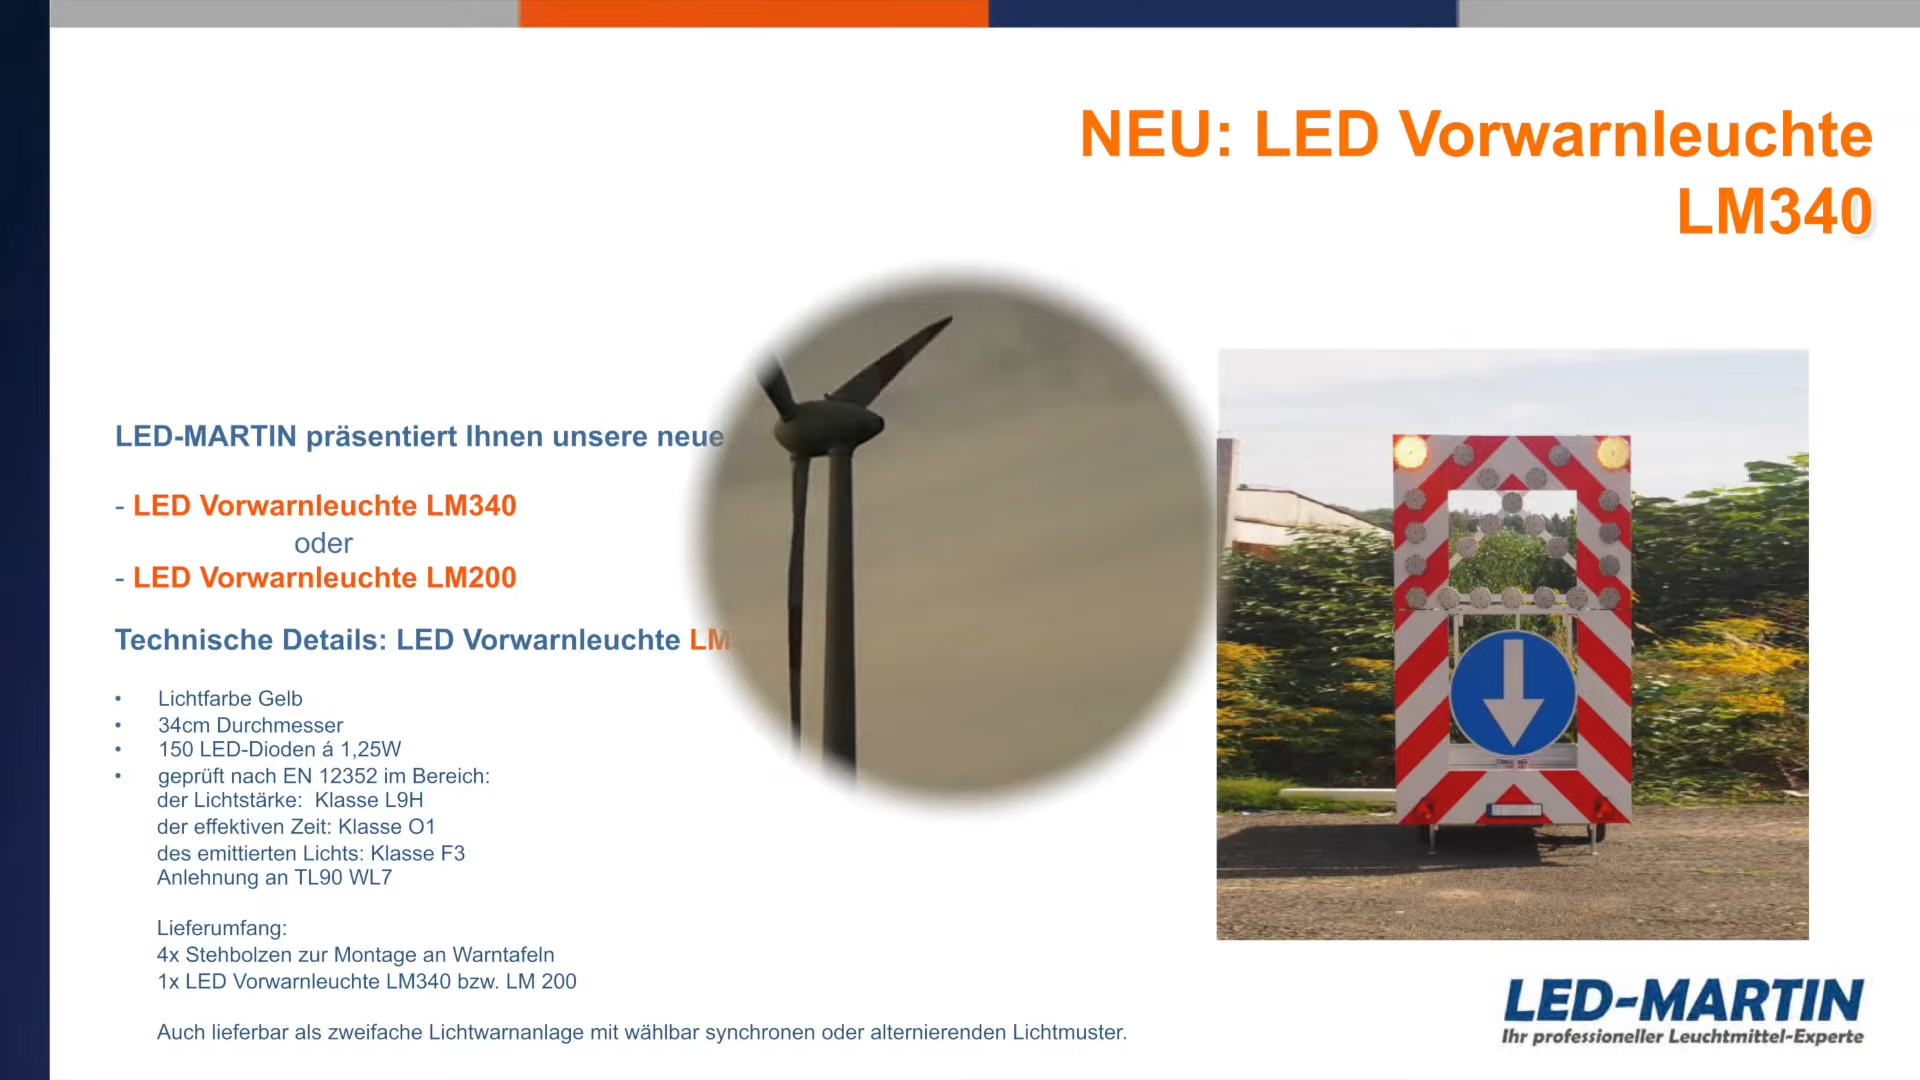 NEU: LED Vorwarnleuchte
LM340
LED-MARTIN präsentiert Ihnen unsere neue
- LED Vorwarnleuchte LM340
oder
- LED Vorwarnleuchte LM200
Technische Details: LED Vorwarnleuchte LM
• Lichtfarbe Gelb
• 34cm Durchmesser
• 150 LED-Dioden á 1,25W
• geprüft nach EN 12352 im Bereich:
der Lichtstärke: Klasse L9H
der effektiven Zeit: Klasse O1
des emittierten Lichts: Klasse F3
Anlehnung an TL90 WL7
Lieferumfang:
4x Stehbolzen zur Montage an Warntafeln
1x LED Vorwarnleuchte LM340 bzw. LM 200
Auch lieferbar als zweifache Lichtwarnanlage mit wählbar synchronen oder alternierenden Lichtmuster.
LED-MARTIN
Ihr professioneller Leuchtmittel-Experte